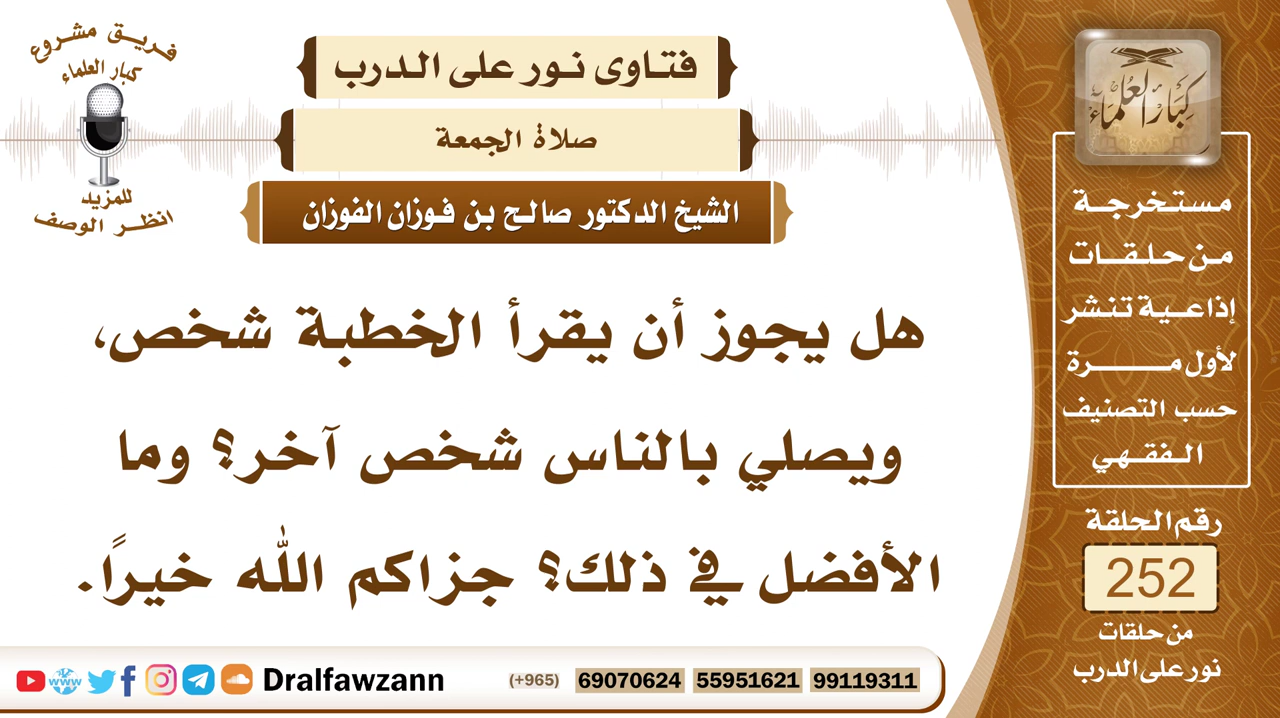 فريق مشروع
كبار العلماء
للمزيد
انظر الوصف
فتاوى نور على الدرب
صلاة الجمعة
الشيخ الدكتور صالح بن فوزان الفوزان
هل يجوز أن يقرأ الخطبة شخص،
ويصلي بالناس شخص آخر؟ وما
الأفضل في ذلك؟ جزاكم الله خيراً.
كبار العلماء
مستخرجة
من حلقات
إذاعية تنشر
لأول مرة
حسب التصنيف
الفقهي
رقم الحلقة
252
من حلقات
نور على الدرب
www Dralfawzann (+965) 69070624 55951621 99119311